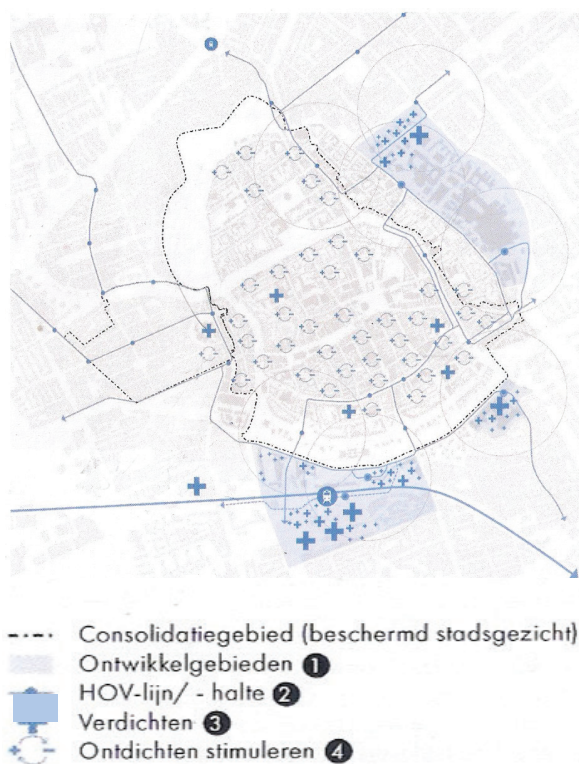 Consolidatiegebied (beschermd stadsgezicht)
Ontwikkelgebieden 1
HOV-lijn/ - halte 2
Verdichten 3
Ontdichten stimuleren 4